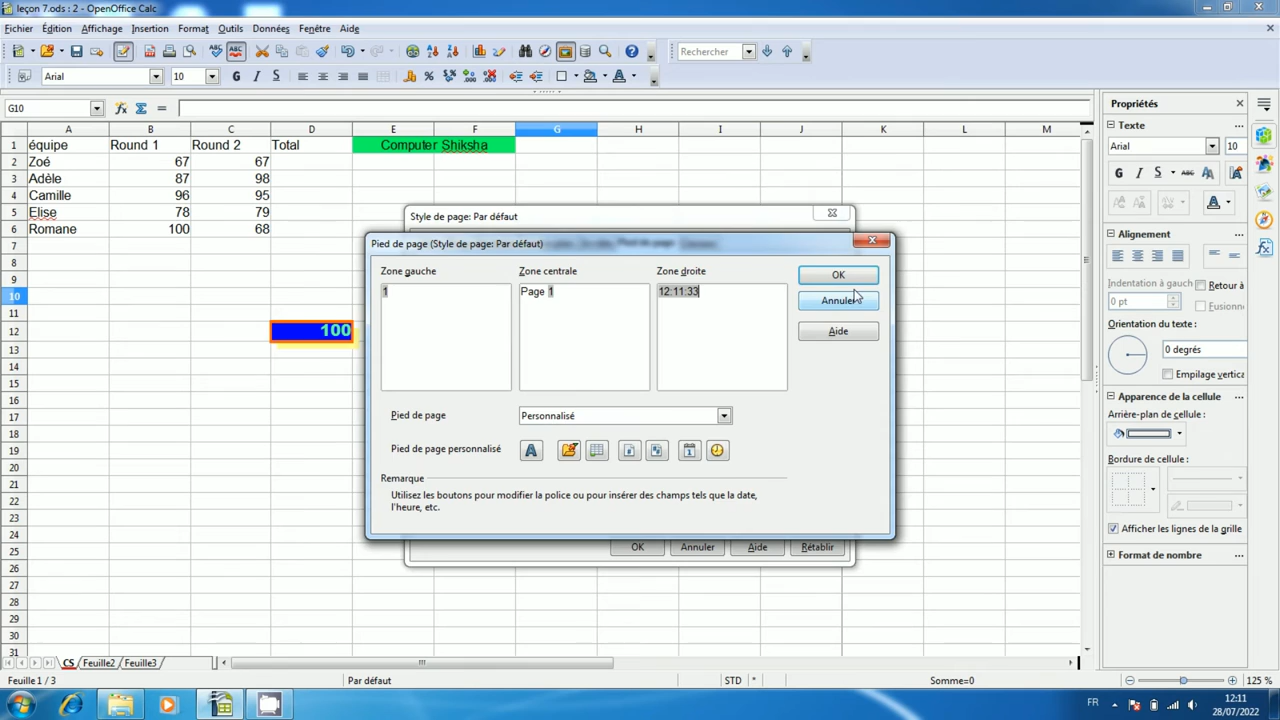 leçon 7.ods : 2 - OpenOffice Calc
Fichier Édition Affichage Insertion Format Outils Données Fenêtre Aide
Rechercher
Arial 10
G10
Propriétés
A B C D E F G H I J K L M
1 équipe Round 1 Round 2 Total Computer Shiksha
2 Zoé 67 67
3 Adèle 87 98
4 Camille 96 95
5 Elise 78 79
6 Romane 100 68
7
8
9
10
11
12 100
13
14
15
16
17
18
19
20
21
22
23
24
25
26
27
28
29
30
31
Style de page: Par défaut
Pied de page (Style de page: Par défaut)
Zone gauche Zone centrale Zone droite
1 Page 1 12:11:33
OK
Annuler
Aide
Pied de page Personnalisé
Pied de page personnalisé
Remarque
Utilisez les boutons pour modifier la police ou pour insérer des champs tels que la date,
l'heure, etc.
OK Annuler Aide Rétablir
Texte
Arial 10
Alignement
Indentation à gauch Retour à
0 pt Fusionne
Orientation du texte :
0 degrés
Empilage vertica
Apparence de la cellule
Arrière-plan de cellule :
Bordure de cellule :
Afficher les lignes de la grille
Format de nombre
CS Feuille2 Feuille3
Feuille 1 / 3 Par défaut STD * Somme=0 125 %
FR 12:11
28/07/2022